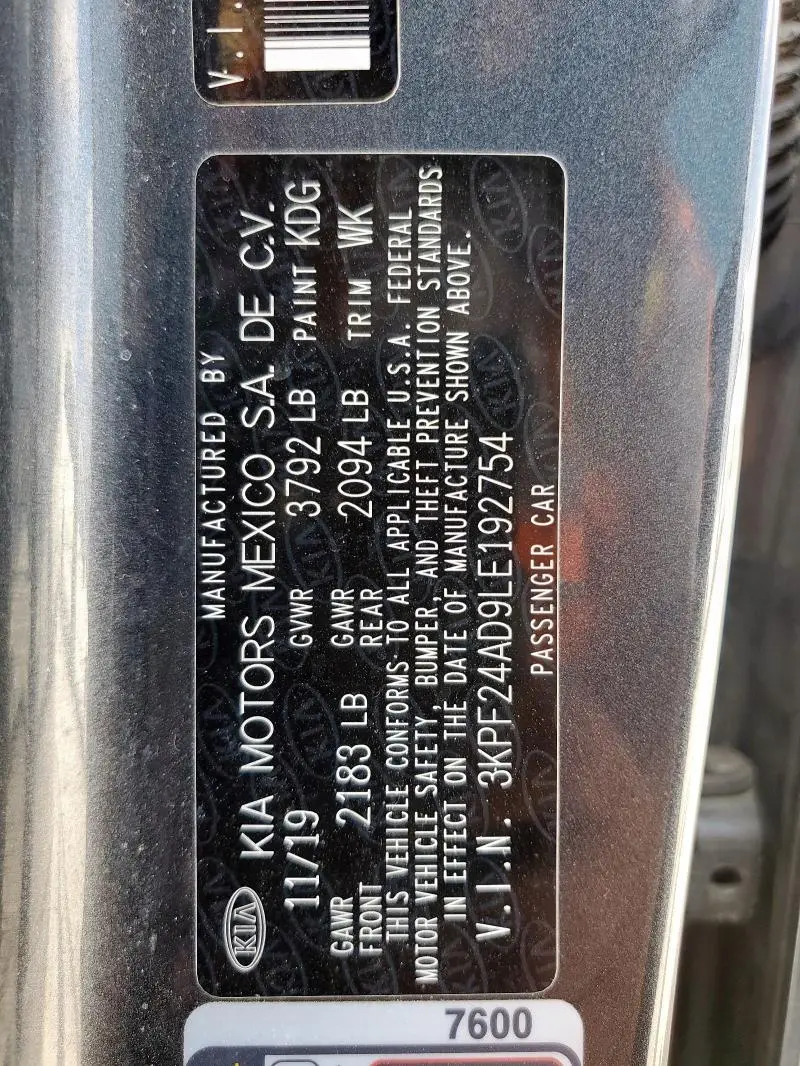 V.I.
MANUFACTURED BY
KIA KIA MOTORS MEXICO S.A. DE C.V.
11/19 GVWR 3792 LB PAINT KDG
GAWR FRONT 2183 LB GAWR REAR 2094 LB TRIM WK
THIS VEHICLE CONFORMS TO ALL APPLICABLE U.S.A. FEDERAL
MOTOR VEHICLE SAFETY, BUMPER, AND THEFT PREVENTION STANDARDS
IN EFFECT ON THE DATE OF MANUFACTURE SHOWN ABOVE.
V.I.N. 3KPF24AD9LE192754
PASSENGER CAR
7600